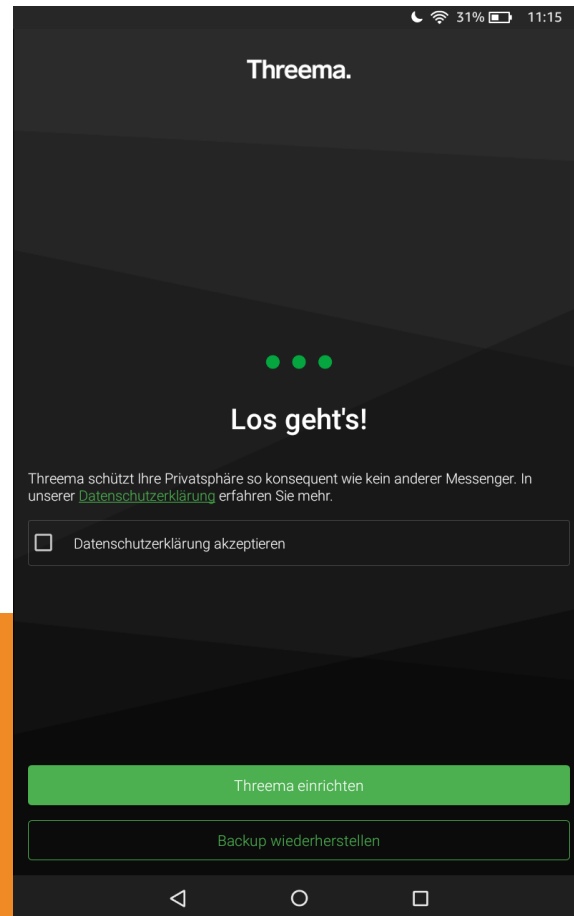 31% 11:15
Threema.
Los geht's!
Threema schützt Ihre Privatsphäre so konsequent wie kein anderer Messenger. In
unserer Datenschutzerklärung erfahren Sie mehr.
Datenschutzerklärung akzeptieren
Threema einrichten
Backup wiederherstellen